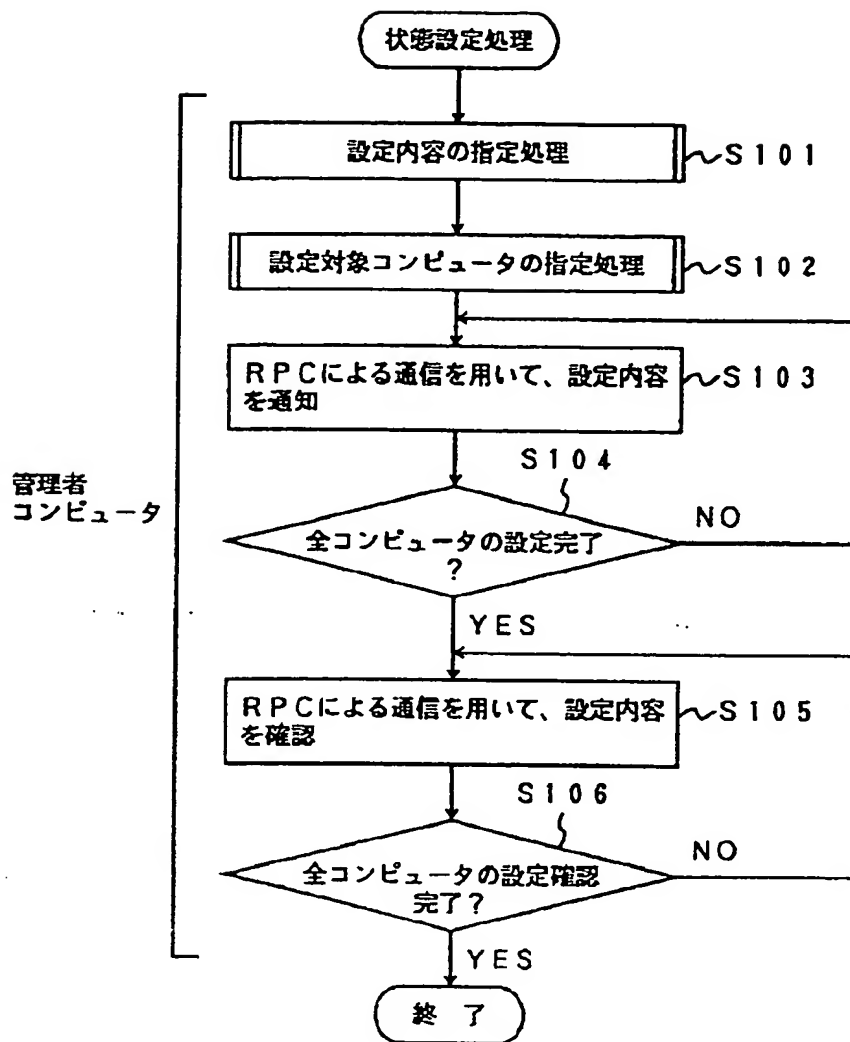 状態設定処理
設定内容の指定処理
S101
設定対象コンピュータの指定処理
S102
RPCによる通信を用いて、設定内容
を通知
S103
S104
管理者
コンピュータ
全コンピュータの設定完了
?
NO
YES
RPCによる通信を用いて、設定内容
を確認
S105
S106
全コンピュータの設定確認
完了?
NO
YES
終 了